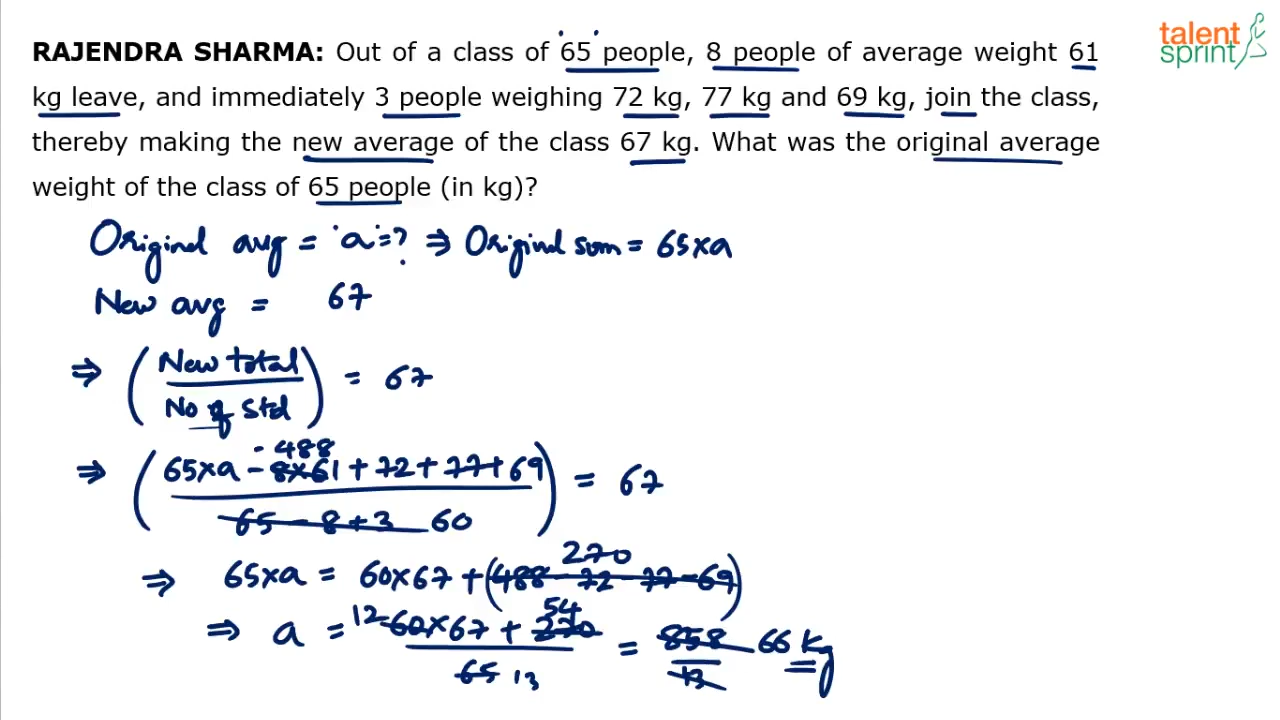 talent
sprint
RAJENDRA SHARMA: Out of a class of 65 people, 8 people of average weight 61
kg leave, and immediately 3 people weighing 72 kg, 77 kg and 69 kg, join the class,
thereby making the new average of the class 67 kg. What was the original average
weight of the class of 65 people (in kg)?
Original avg = 'a' = ? ⇒ Original sum = 65×a
New avg = 67
⇒ (New total / No of Std) = 67
- 488
⇒ (65×a - 8×61 + 72 + 77 + 69 / 65 - 8 + 3 60) = 67
270
⇒ 65×a = 60×67 + (488 - 72 - 77 - 69)
54
⇒ a = 12 60×67 + 270 / 65 13 = 858 / 13 66 kg